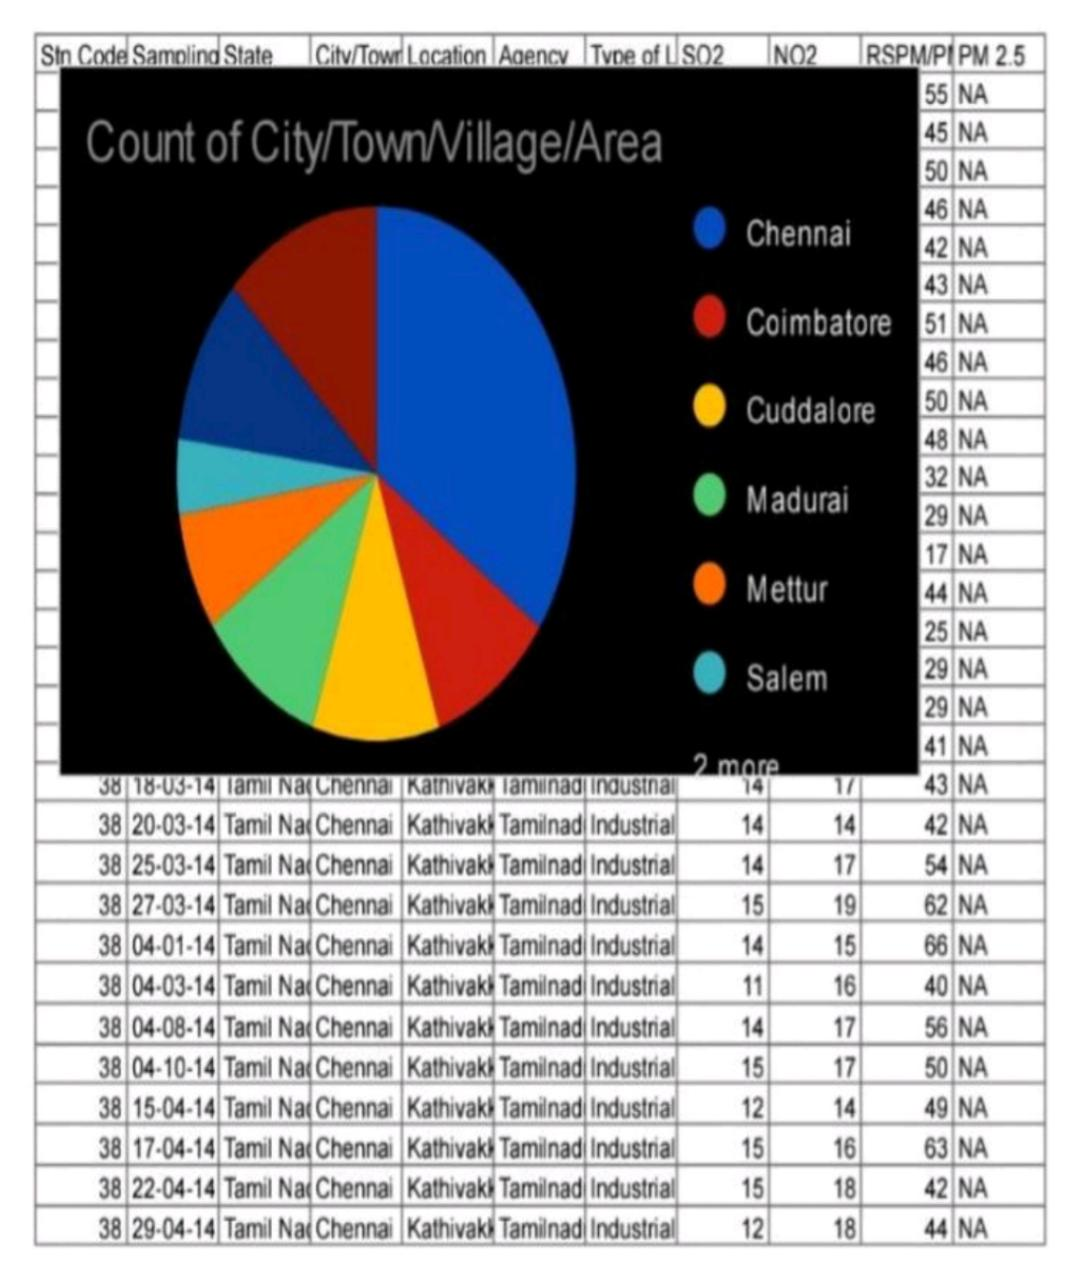 Stn Code Sampling State City/Town Location Agency Type of L SO2 NO2 RSPM/PM PM 2.5
55 NA
Count of City/Town/Village/Area
45 NA
50 NA
46 NA
Chennai
42 NA
43 NA
Coimbatore
51 NA
46 NA
Cuddalore
50 NA
48 NA
32 NA
Madurai
29 NA
17 NA
Mettur
44 NA
25 NA
Salem
29 NA
29 NA
41 NA
2 more
38 18-03-14 Tamil Na Chennai Kathivakk Tamilnad Industrial 14 17 43 NA
38 20-03-14 Tamil Na Chennai Kathivakk Tamilnad Industrial 14 14 42 NA
38 25-03-14 Tamil Na Chennai Kathivakk Tamilnad Industrial 14 17 54 NA
38 27-03-14 Tamil Na Chennai Kathivakk Tamilnad Industrial 15 19 62 NA
38 04-01-14 Tamil Na Chennai Kathivakk Tamilnad Industrial 14 15 66 NA
38 04-03-14 Tamil Na Chennai Kathivakk Tamilnad Industrial 11 16 40 NA
38 04-08-14 Tamil Na Chennai Kathivakk Tamilnad Industrial 14 17 56 NA
38 04-10-14 Tamil Na Chennai Kathivakk Tamilnad Industrial 15 17 50 NA
38 15-04-14 Tamil Na Chennai Kathivakk Tamilnad Industrial 12 14 49 NA
38 17-04-14 Tamil Na Chennai Kathivakk Tamilnad Industrial 15 16 63 NA
38 22-04-14 Tamil Na Chennai Kathivakk Tamilnad Industrial 15 18 42 NA
38 29-04-14 Tamil Na Chennai Kathivakk Tamilnad Industrial 12 18 44 NA